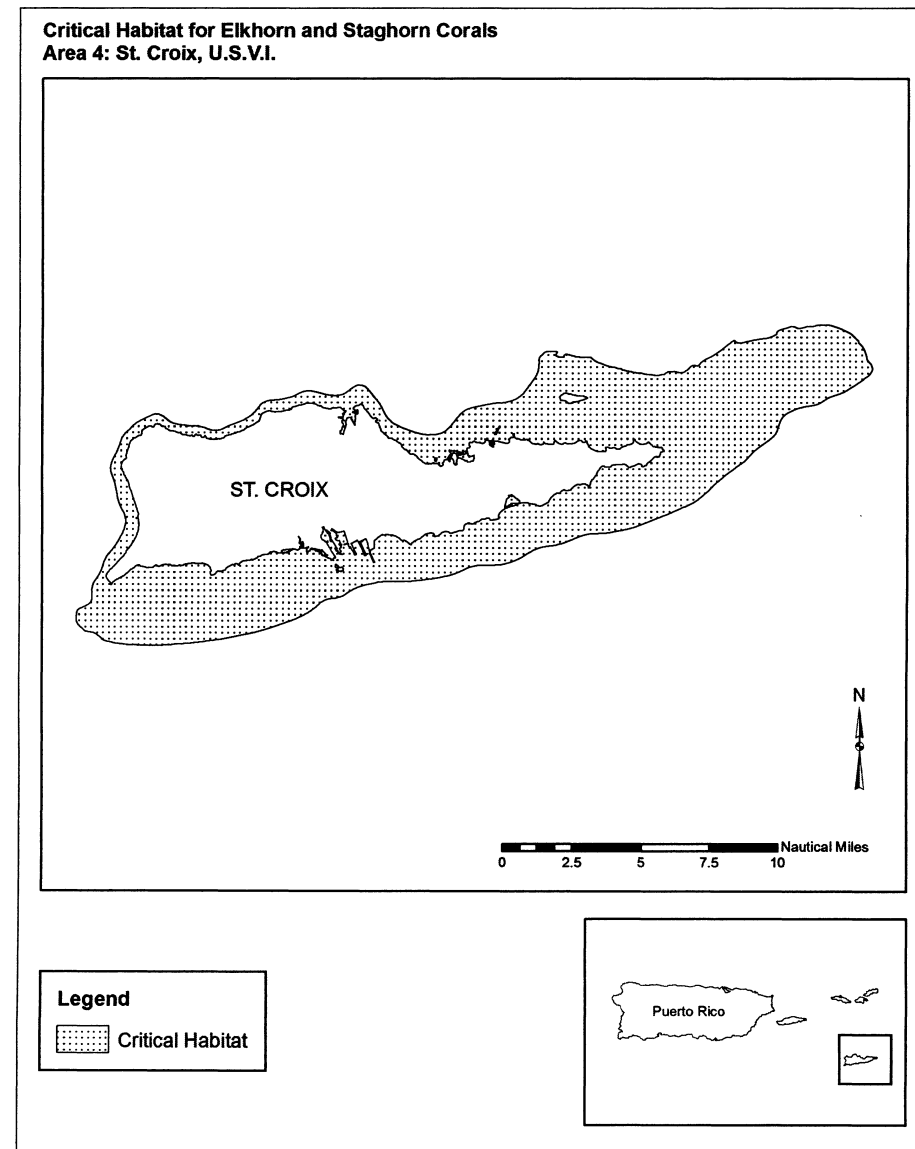 Critical Habitat for Elkhorn and Staghorn Corals
Area 4: St. Croix, U.S.V.I.
ST. CROIX
N
Nautical Miles
0 2.5 5 7.5 10
Legend
Critical Habitat
Puerto Rico